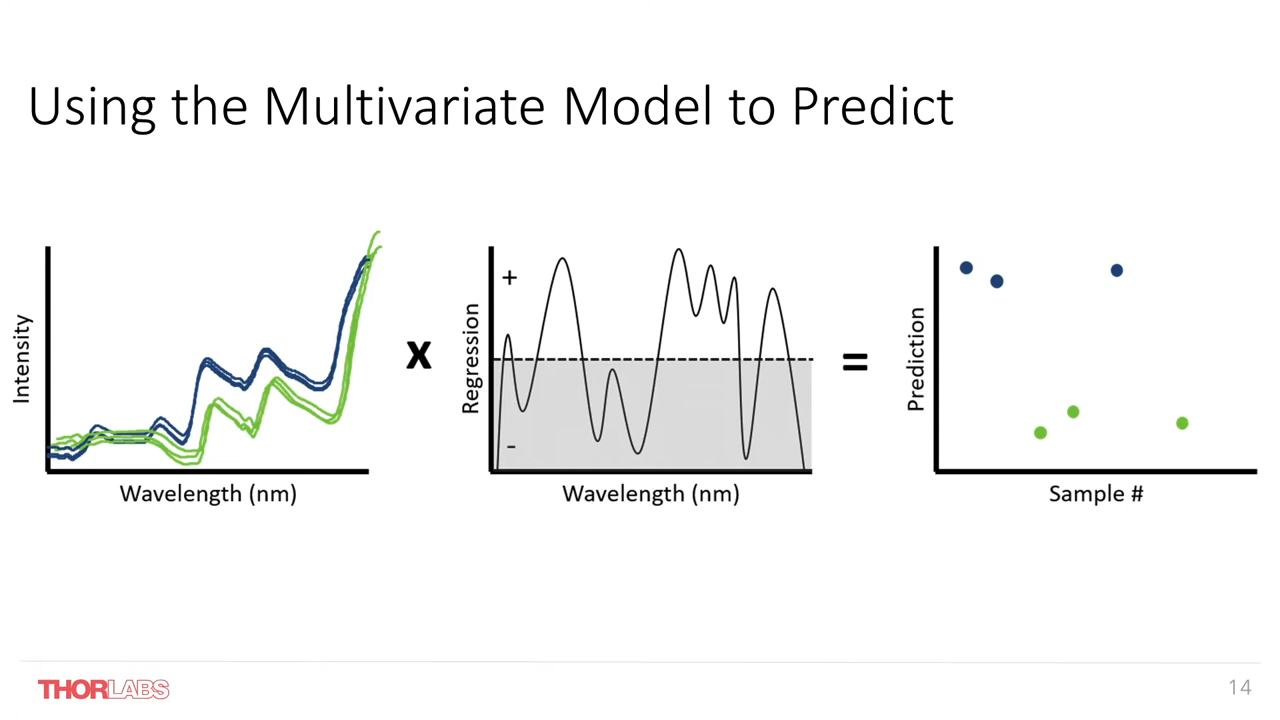 Using the Multivariate Model to Predict
Intensity
Wavelength (nm)
x
Regression
+
-
Wavelength (nm)
=
Prediction
Sample #
THORLABS
14